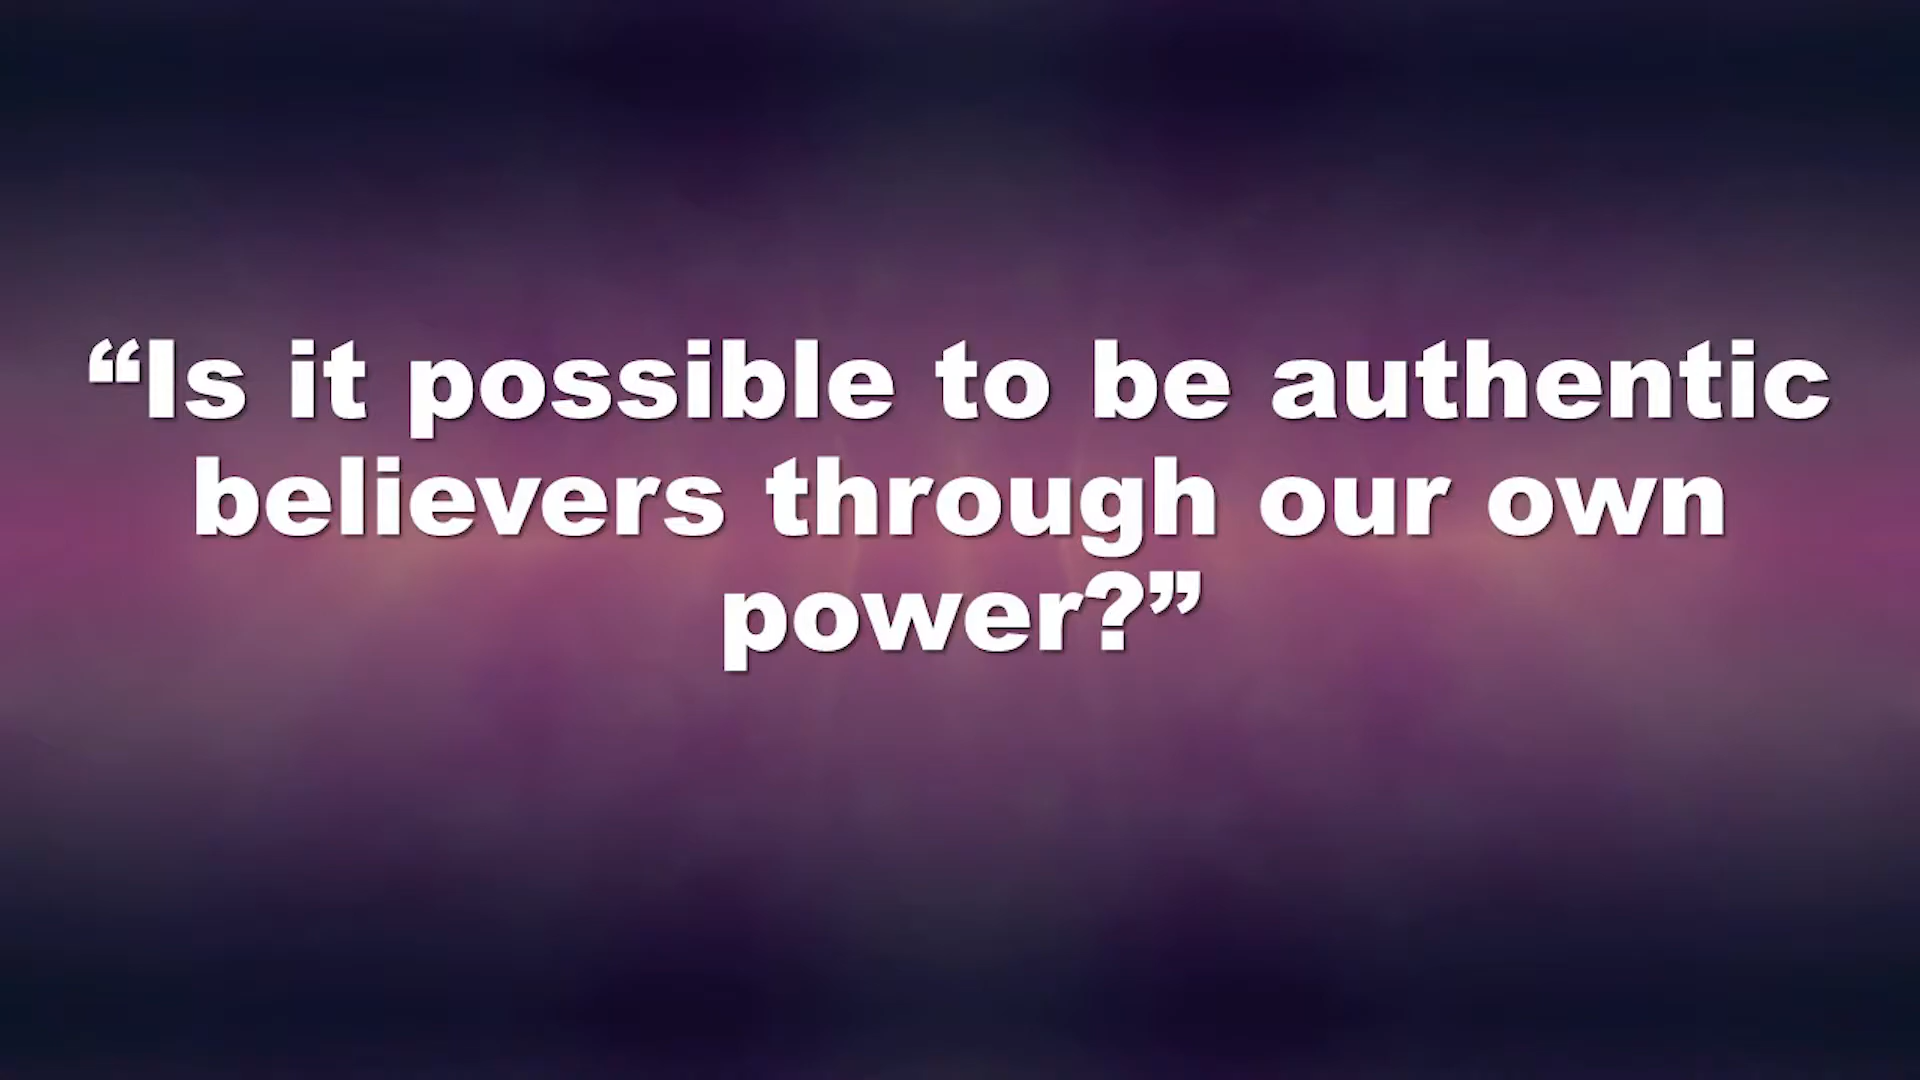 “Is it possible to be authentic
believers through our own
power?”